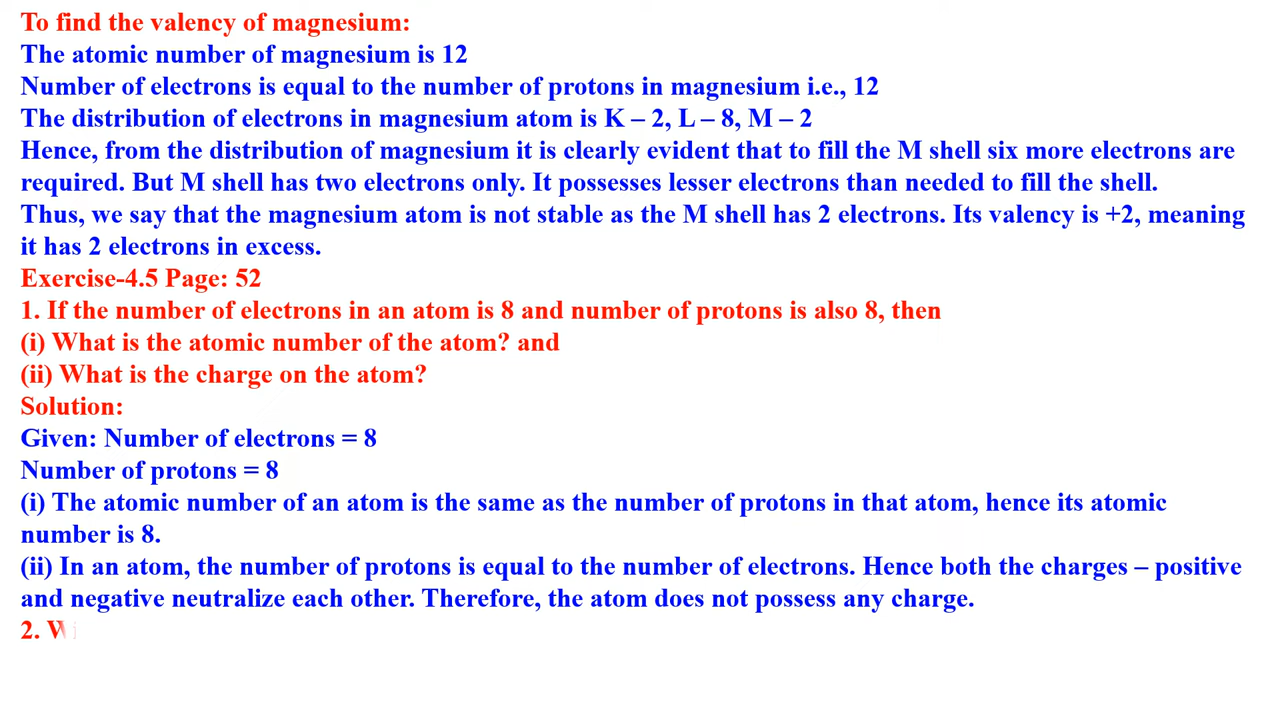 To find the valency of magnesium:
The atomic number of magnesium is 12
Number of electrons is equal to the number of protons in magnesium i.e., 12
The distribution of electrons in magnesium atom is K – 2, L – 8, M – 2
Hence, from the distribution of magnesium it is clearly evident that to fill the M shell six more electrons are
required. But M shell has two electrons only. It possesses lesser electrons than needed to fill the shell.
Thus, we say that the magnesium atom is not stable as the M shell has 2 electrons. Its valency is +2, meaning
it has 2 electrons in excess.
Exercise-4.5 Page: 52
1. If the number of electrons in an atom is 8 and number of protons is also 8, then
(i) What is the atomic number of the atom? and
(ii) What is the charge on the atom?
Solution:
Given: Number of electrons = 8
Number of protons = 8
(i) The atomic number of an atom is the same as the number of protons in that atom, hence its atomic
number is 8.
(ii) In an atom, the number of protons is equal to the number of electrons. Hence both the charges – positive
and negative neutralize each other. Therefore, the atom does not possess any charge.
2. Wi